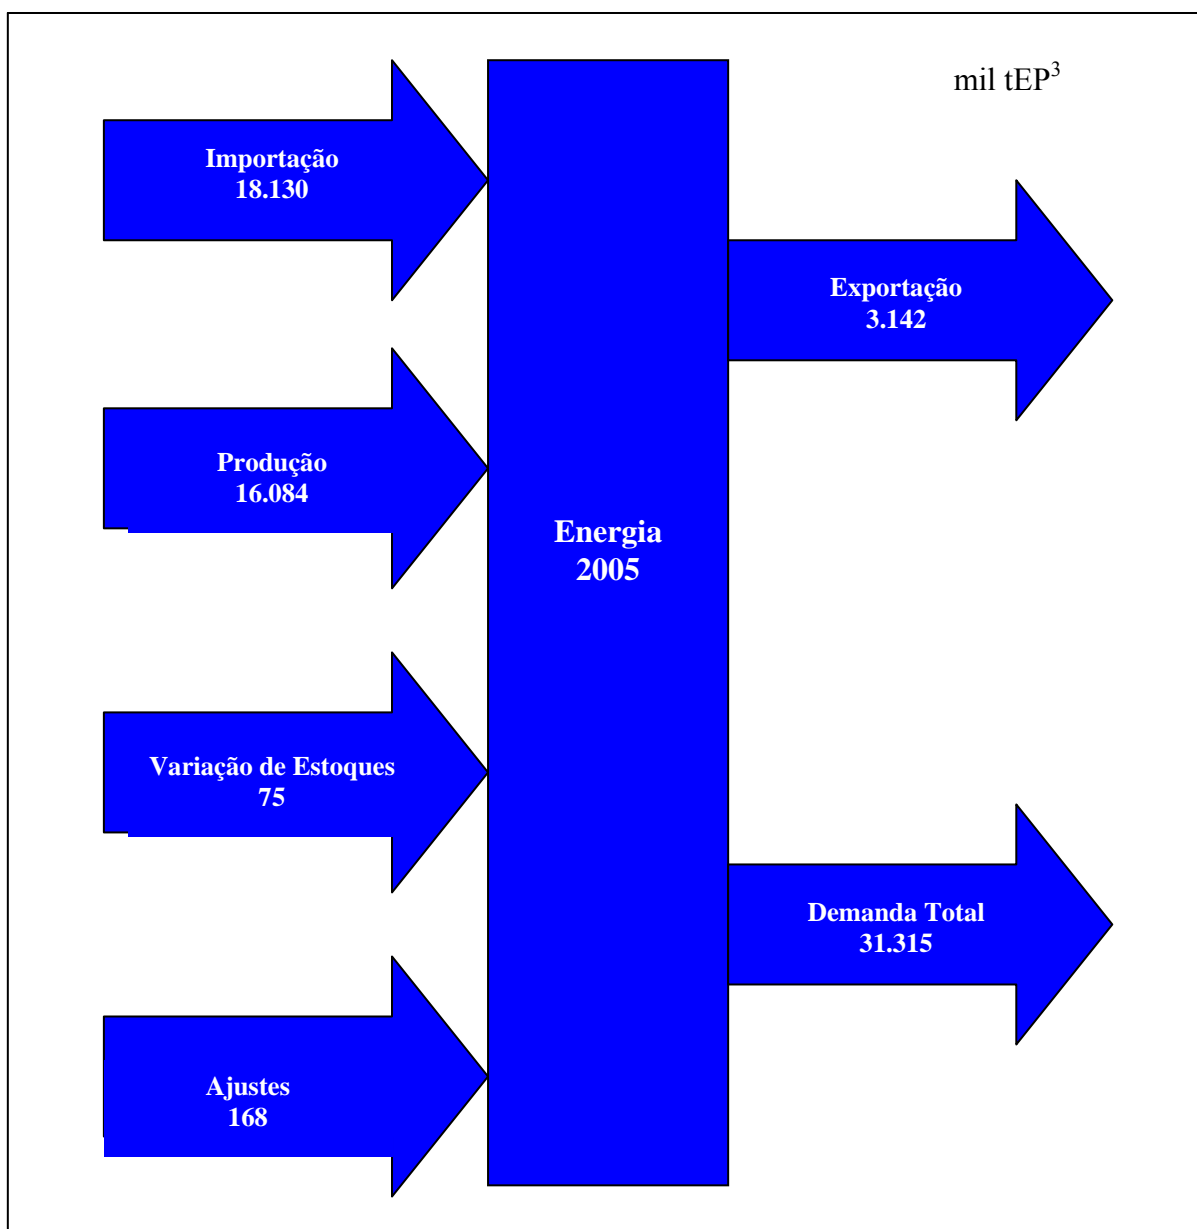 mil tEP³
Importação
18.130
Produção
16.084
Variação de Estoques
75
Ajustes
168
Energia
2005
Exportação
3.142
Demanda Total
31.315